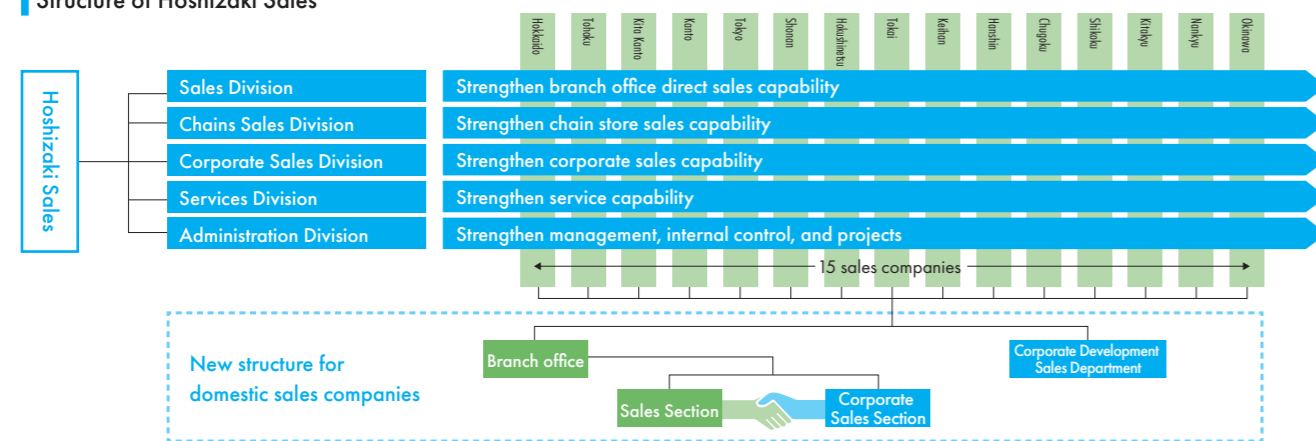 Structure of Hoshizaki Sales
Hokkaido
Tohoku
Kita Kanto
Kanto
Tokyo
Shonan
Hokushinetsu
Tokai
Keihan
Hanshin
Chugoku
Shikoku
Kitakyu
Nankyu
Okinawa
Hoshizaki Sales
Sales Division
Strengthen branch office direct sales capability
Chains Sales Division
Strengthen chain store sales capability
Corporate Sales Division
Strengthen corporate sales capability
Services Division
Strengthen service capability
Administration Division
Strengthen management, internal control, and projects
15 sales companies
New structure for
domestic sales companies
Branch office
Corporate Development
Sales Department
Sales Section
Corporate
Sales Section